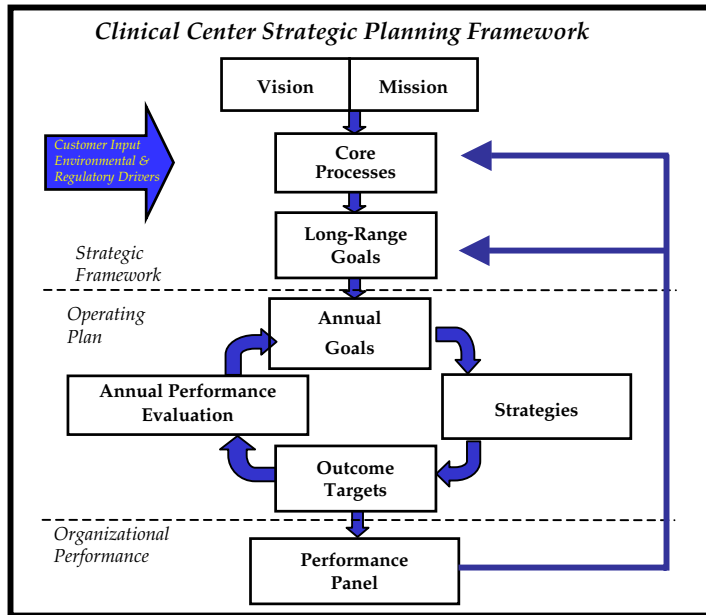 Clinical Center Strategic Planning Framework
Vision
Mission
Customer Input
Environmental &
Regulatory Drivers
Core
Processes
Long-Range
Goals
Strategic
Framework
Operating
Plan
Annual
Goals
Annual Performance
Evaluation
Strategies
Outcome
Targets
Organizational
Performance
Performance
Panel